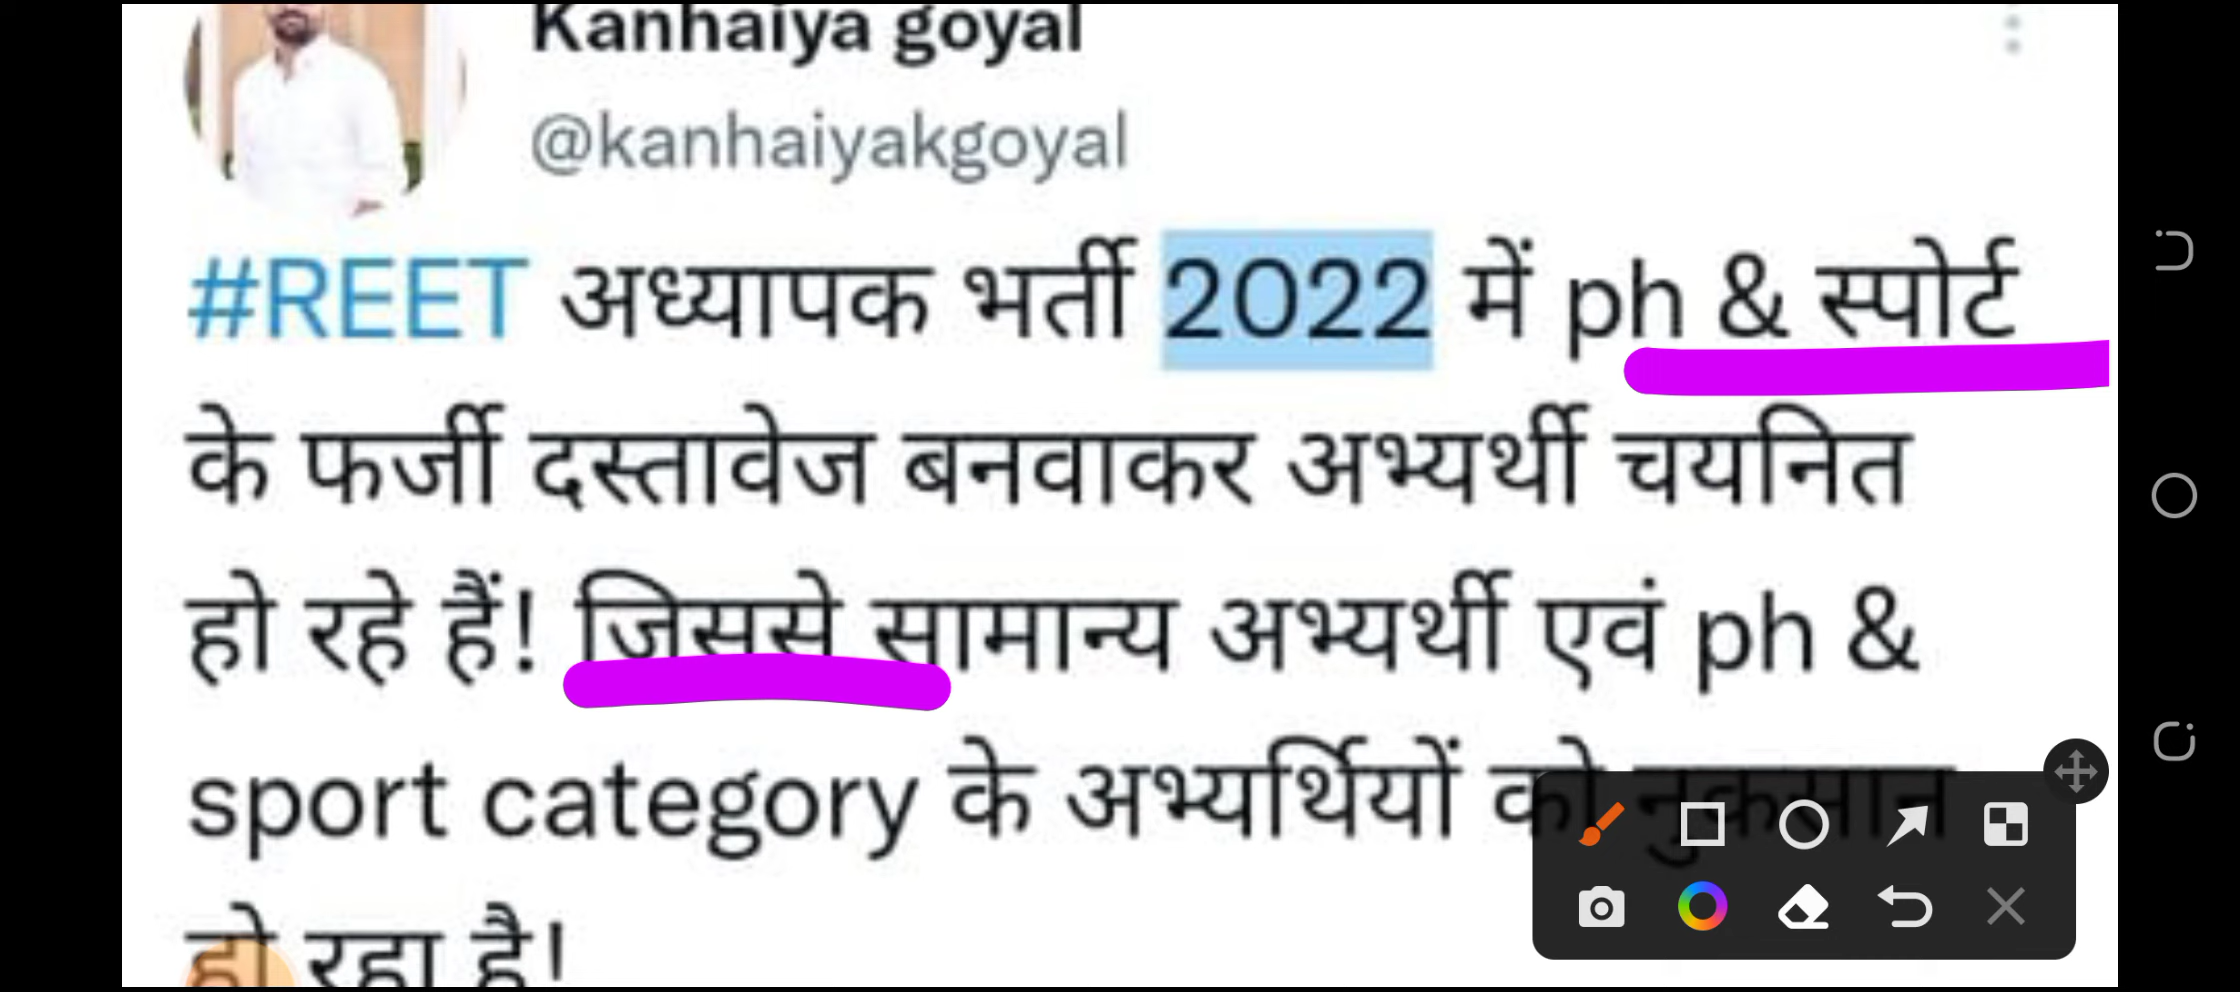 Kanhaiya goyal
@kanhaiyakgoyal
#REET अध्यापक भर्ती 2022 में ph & स्पोर्ट
के फर्जी दस्तावेज बनवाकर अभ्यर्थी चयनित
हो रहे हैं! जिससे सामान्य अभ्यर्थी एवं ph &
sport category के अभ्यर्थियों को नुकसान
हो रहा है!